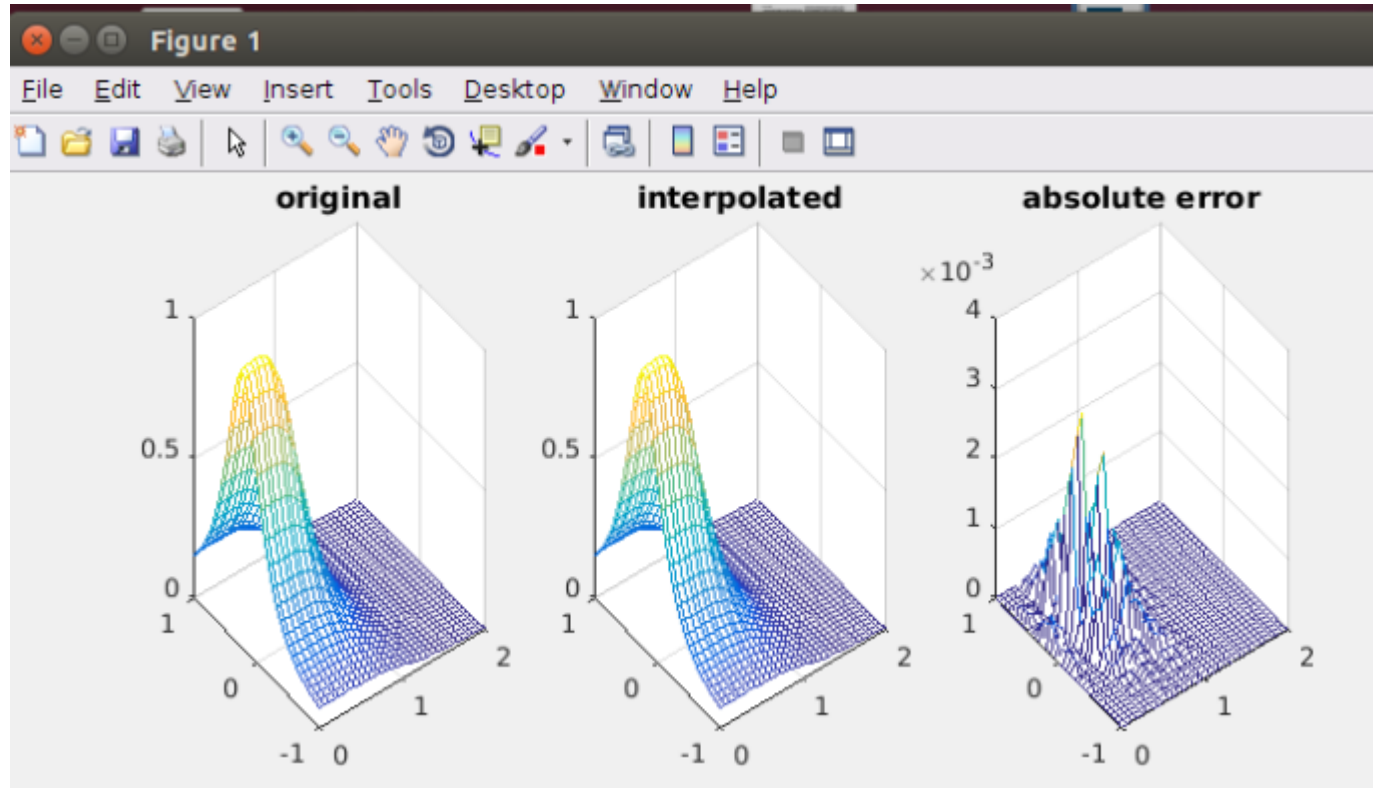 Figure 1
File Edit View Insert Tools Desktop Window Help
original interpolated absolute error
×10-3
1 1 4
3
0.5 0.5 2
1
0 0 0
1 1 1
2 2 2
0 0 0
1 1 1
-1 0 -1 0 -1 0